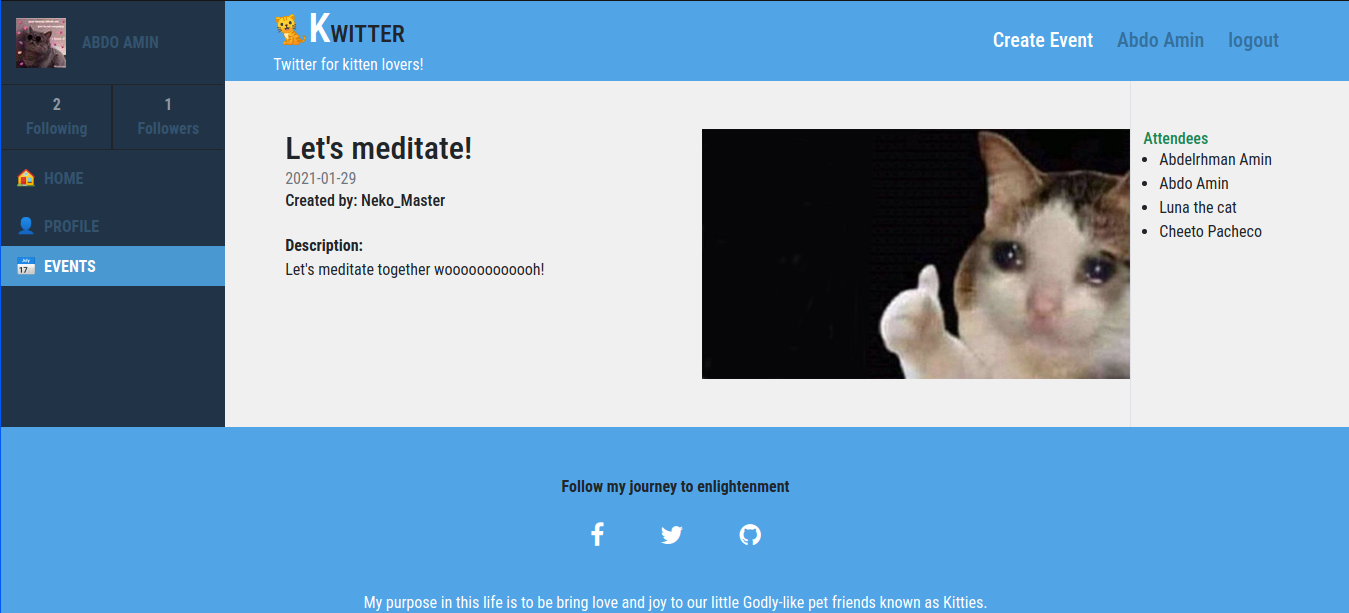 ABDO AMIN
2
Following
1
Followers
HOME
PROFILE
EVENTS
KWITTER
Twitter for kitten lovers!
Create Event Abdo Amin logout
Let's meditate!
2021-01-29
Created by: Neko_Master
Description:
Let's meditate together woooooooooooh!
Attendees
Abdelrhman Amin
Abdo Amin
Luna the cat
Cheeto Pacheco
Follow my journey to enlightenment
My purpose in this life is to be bring love and joy to our little Godly-like pet friends known as Kitties.